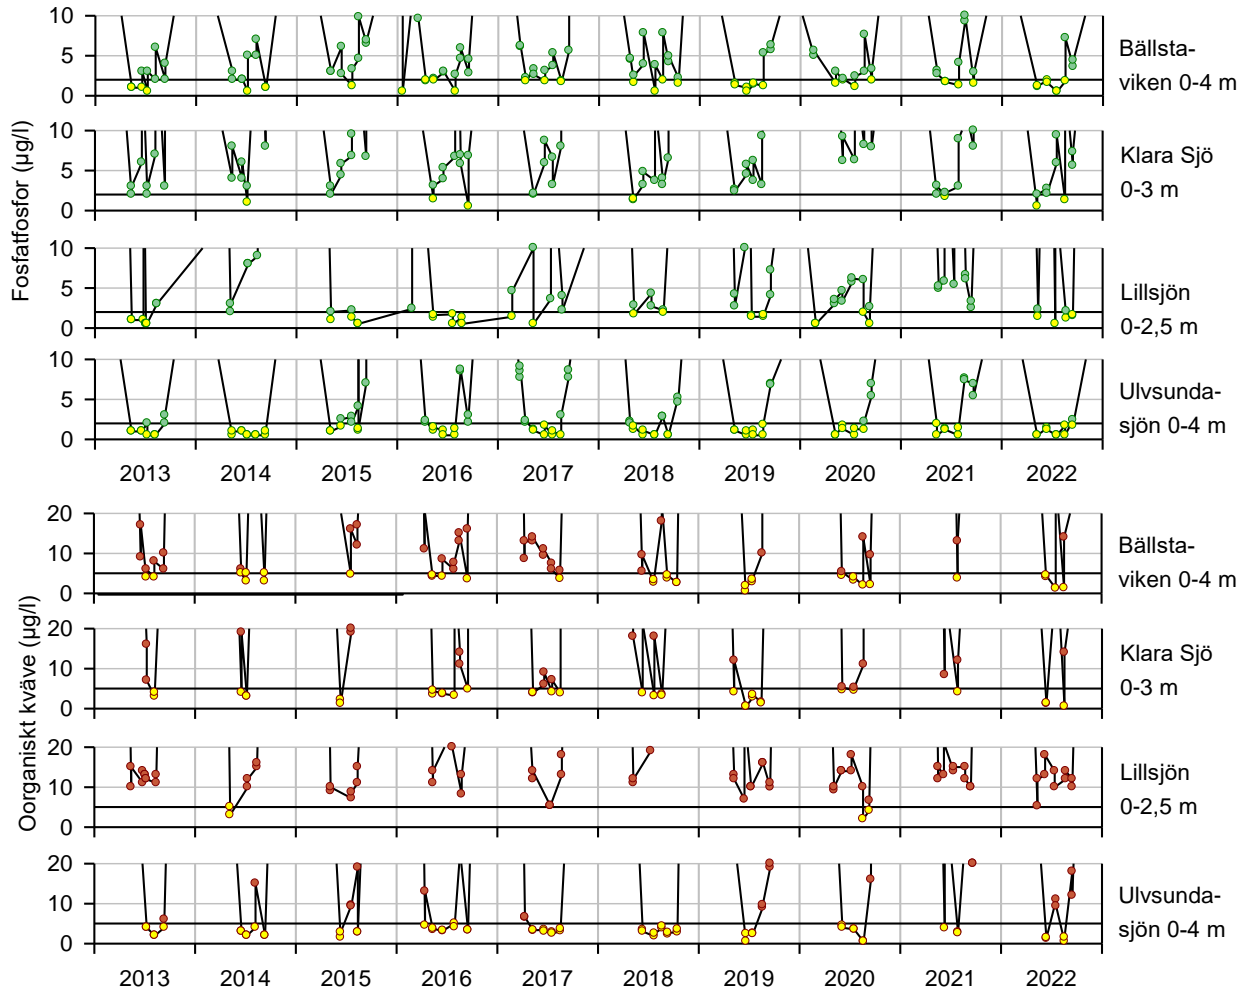 Fosfatfosfor (µg/l)
10
5
0
Bällsta-
viken 0-4 m
10
5
0
Klara Sjö
0-3 m
10
5
0
Lillsjön
0-2,5 m
10
5
0
Ulvsunda-
sjön 0-4 m
2013 2014 2015 2016 2017 2018 2019 2020 2021 2022
Oorganiskt kväve (µg/l)
20
10
0
Bällsta-
viken 0-4 m
20
10
0
Klara Sjö
0-3 m
20
10
0
Lillsjön
0-2,5 m
20
10
0
Ulvsunda-
sjön 0-4 m
2013 2014 2015 2016 2017 2018 2019 2020 2021 2022